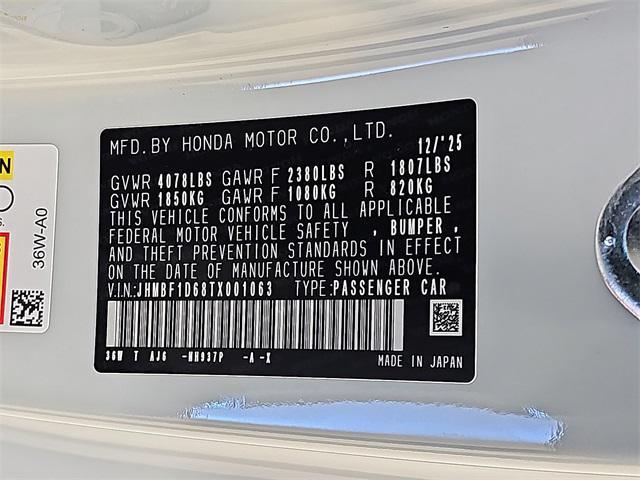 MFD.BY HONDA MOTOR CO.,LTD. 12/'25
GVWR 4078LBS GAWR F 2380LBS R 1807LBS
GVWR 1850KG GAWR F 1080KG R 820KG
THIS VEHICLE CONFORMS TO ALL APPLICABLE
FEDERAL MOTOR VEHICLE SAFETY , BUMPER ,
AND THEFT PREVENTION STANDARDS IN EFFECT
ON THE DATE OF MANUFACTURE SHOWN ABOVE.
V.I.N:JHMBF1D68TX001063 TYPE:PASSENGER CAR
36W T AJ6 -NH937P -A -X MADE IN JAPAN
36W-A0